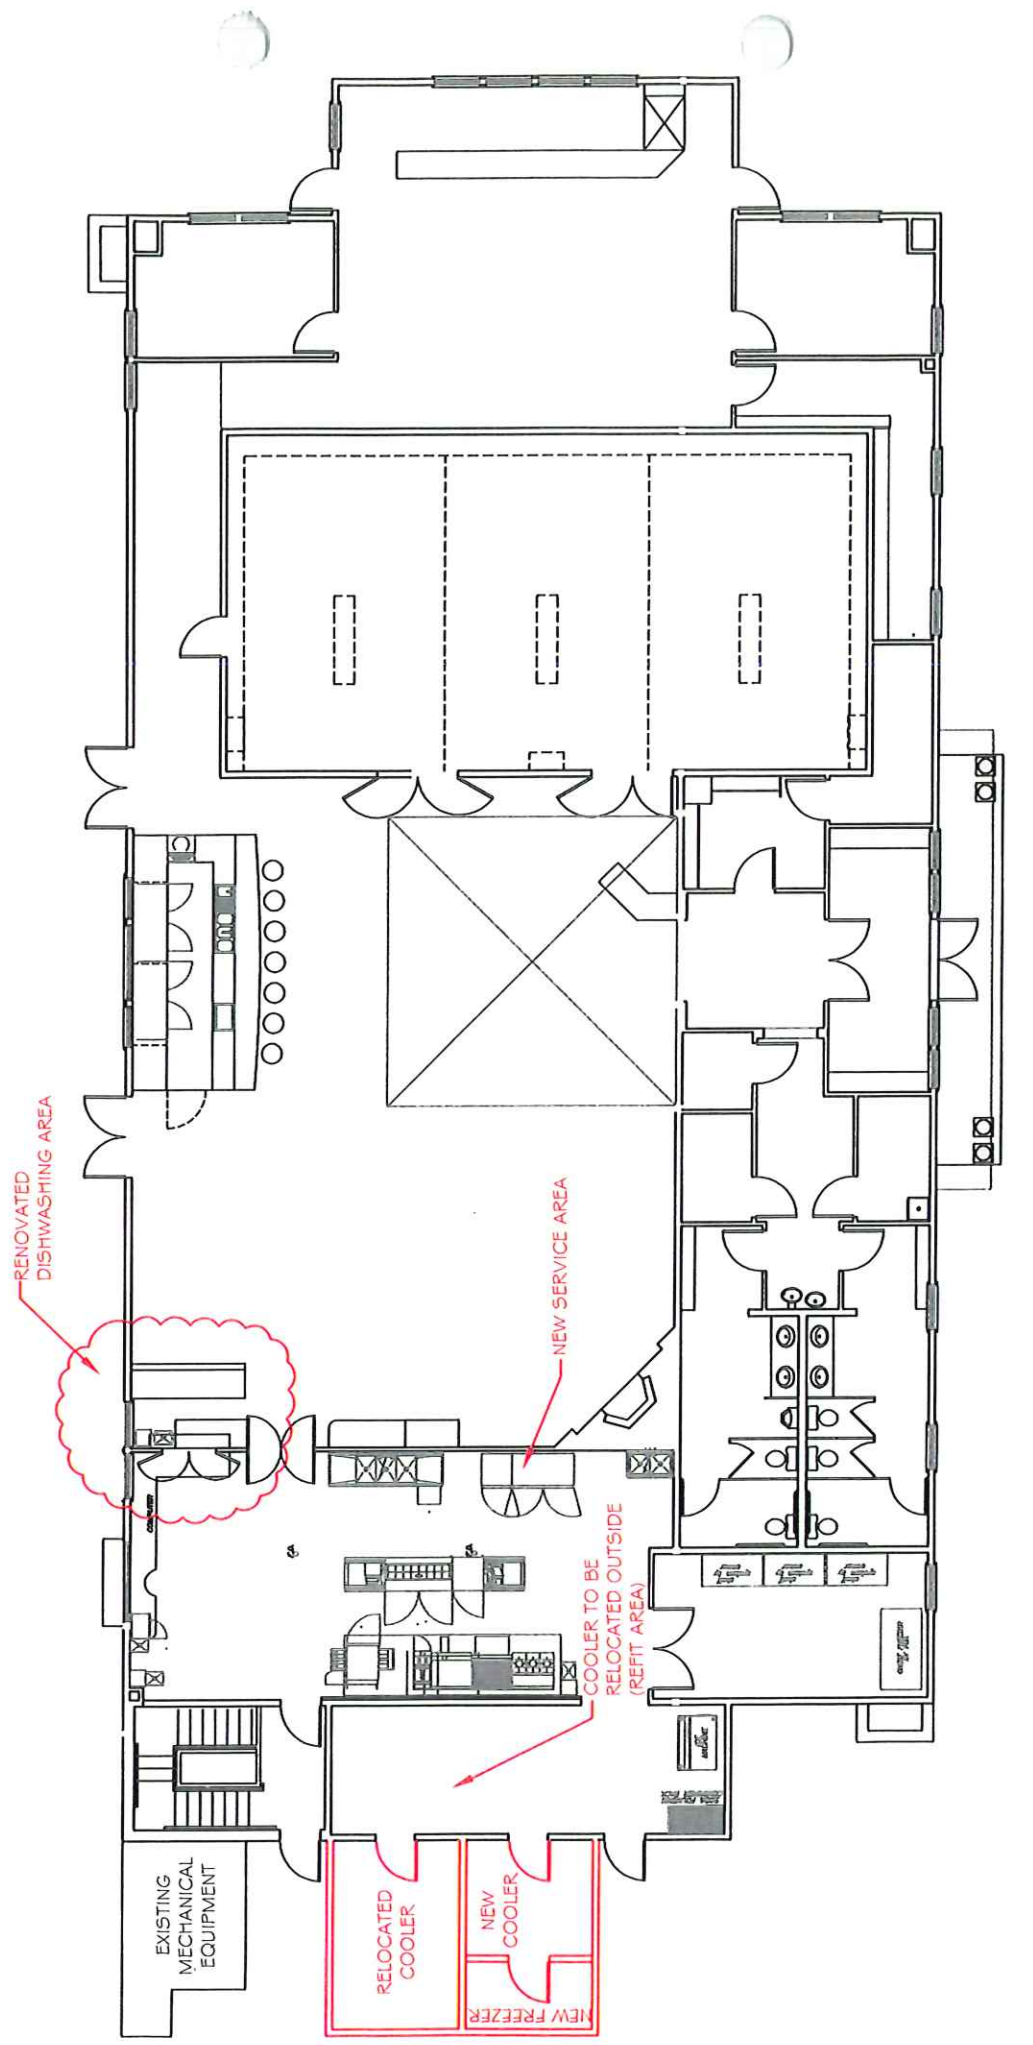 RENOVATED
DISHWASHING AREA
NEW SERVICE AREA
COMPUTER
COOLER TO BE
RELOCATED OUTSIDE
(REFIT AREA)
EXISTING
MECHANICAL
EQUIPMENT
RELOCATED
COOLER
NEW
COOLER
NEW FREEZER